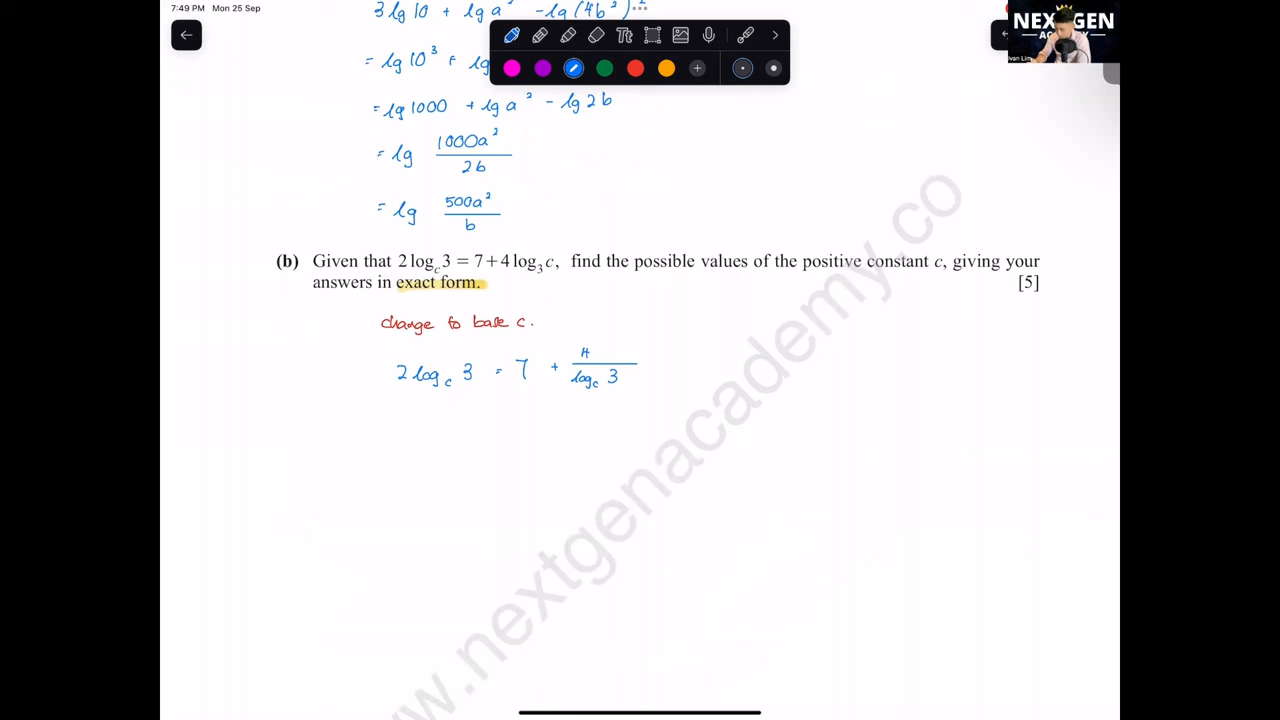 7:49 PM Mon 25 Sep
NEXTGEN
Ivan Lim
3 lg 10 + lg a² - lg (4b²)
= lg 10³ + lg
= lg 1000 + lg a² - lg 2b
= lg 1000a² / 2b
= lg 500a² / b
(b) Given that 2 log_c 3 = 7 + 4 log_3 c, find the possible values of the positive constant c, giving your
answers in exact form. [5]
change to base c.
2 log_c 3 = 7 + 4 / log_c 3
www.nextgenacademy.co